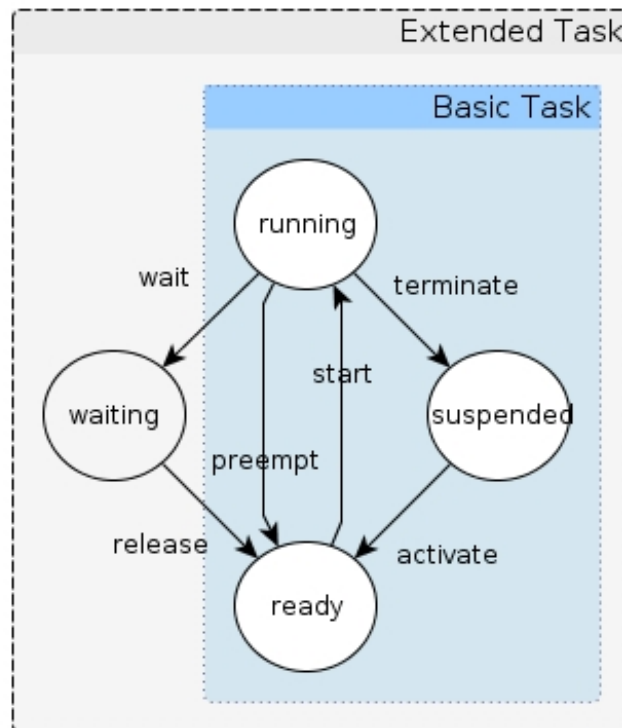 Extended Task
Basic Task
running
wait
terminate
start
waiting
suspended
preempt
release
activate
ready